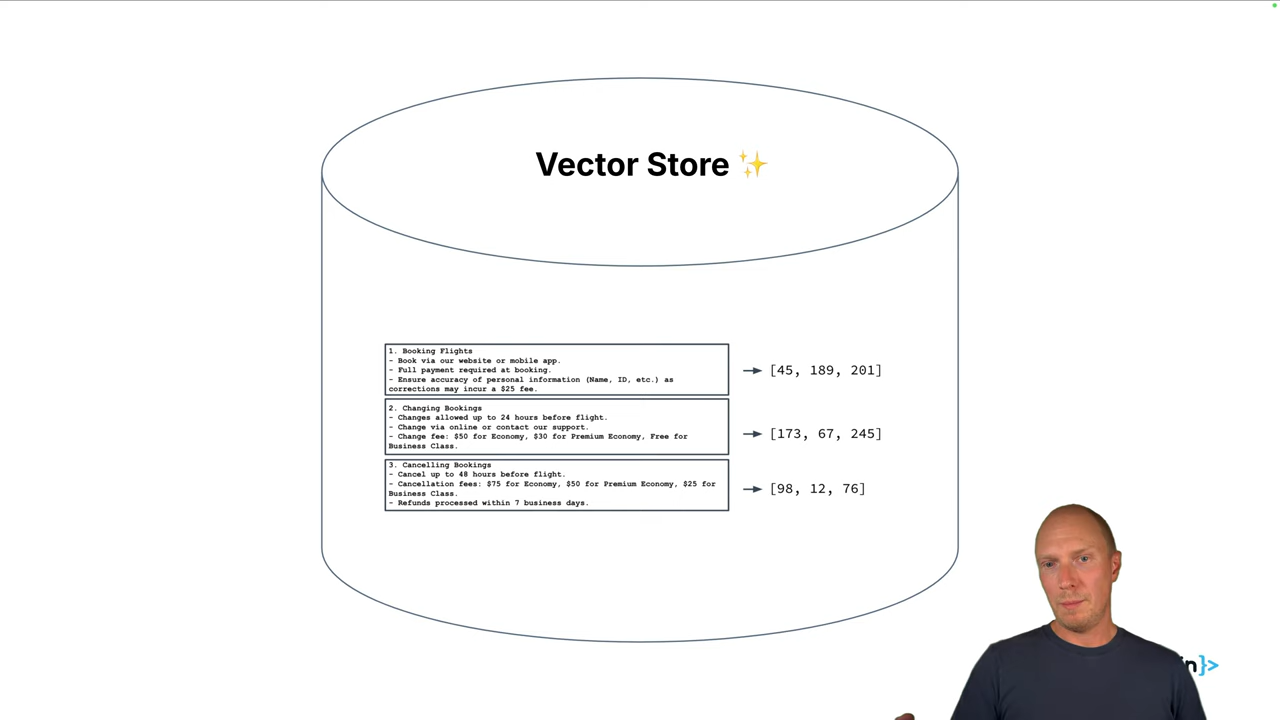 Vector Store ✨
1. Booking Flights
- Book via our website or mobile app.
- Full payment required at booking.
- Ensure accuracy of personal information (Name, ID, etc.) as
corrections may incur a $25 fee.
[45, 189, 201]
2. Changing Bookings
- Changes allowed up to 24 hours before flight.
- Change via online or contact our support.
- Change fee: $50 for Economy, $30 for Premium Economy, Free for
Business Class.
[173, 67, 245]
3. Cancelling Bookings
- Cancel up to 48 hours before flight.
- Cancellation fees: $75 for Economy, $50 for Premium Economy, $25 for
Business Class.
- Refunds processed within 7 business days.
[98, 12, 76]